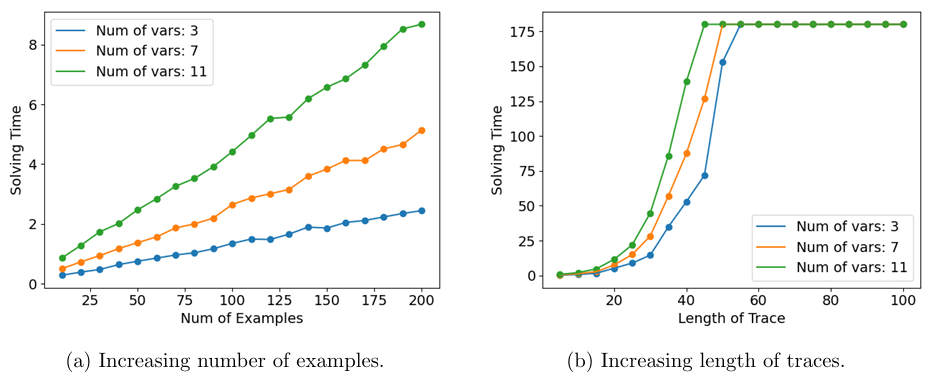 Num of vars: 3
Num of vars: 7
Num of vars: 11
Solving Time
8
6
4
2
0
25
50
75
100
125
150
175
200
Num of Examples
(a) Increasing number of examples.
Solving Time
175
150
125
100
75
50
25
0
Num of vars: 3
Num of vars: 7
Num of vars: 11
20
40
60
80
100
Length of Trace
(b) Increasing length of traces.